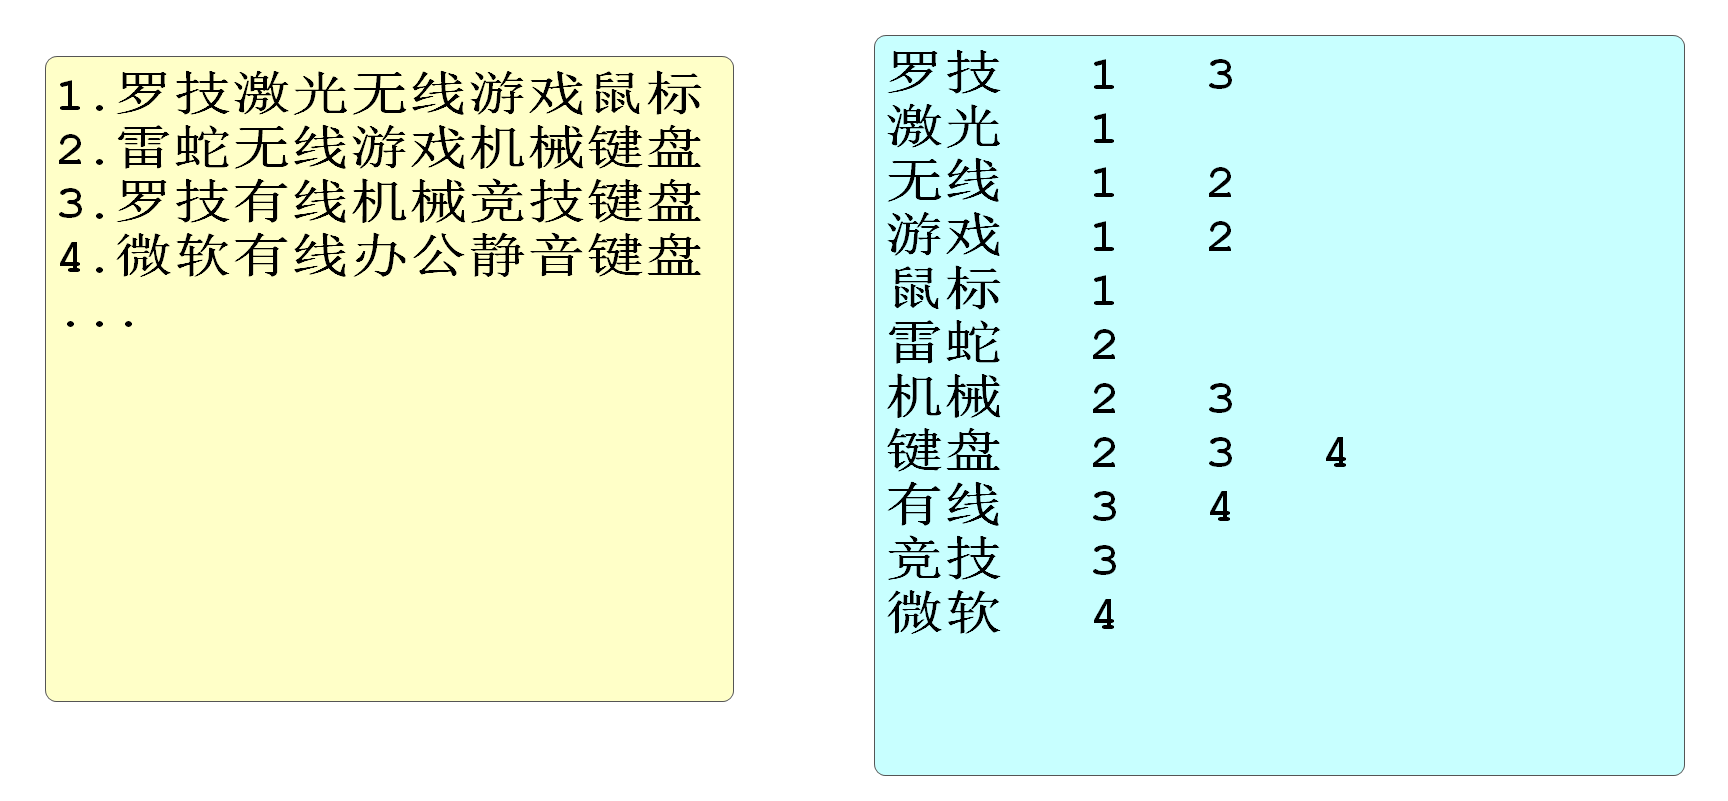 1.罗技激光无线游戏鼠标
2.雷蛇无线游戏机械键盘
3.罗技有线机械竞技键盘
4.微软有线办公静音键盘
...
罗技 1 3
激光 1
无线 1 2
游戏 1 2
鼠标 1
雷蛇 2
机械 2 3
键盘 2 3 4
有线 3 4
竞技 3
微软 4